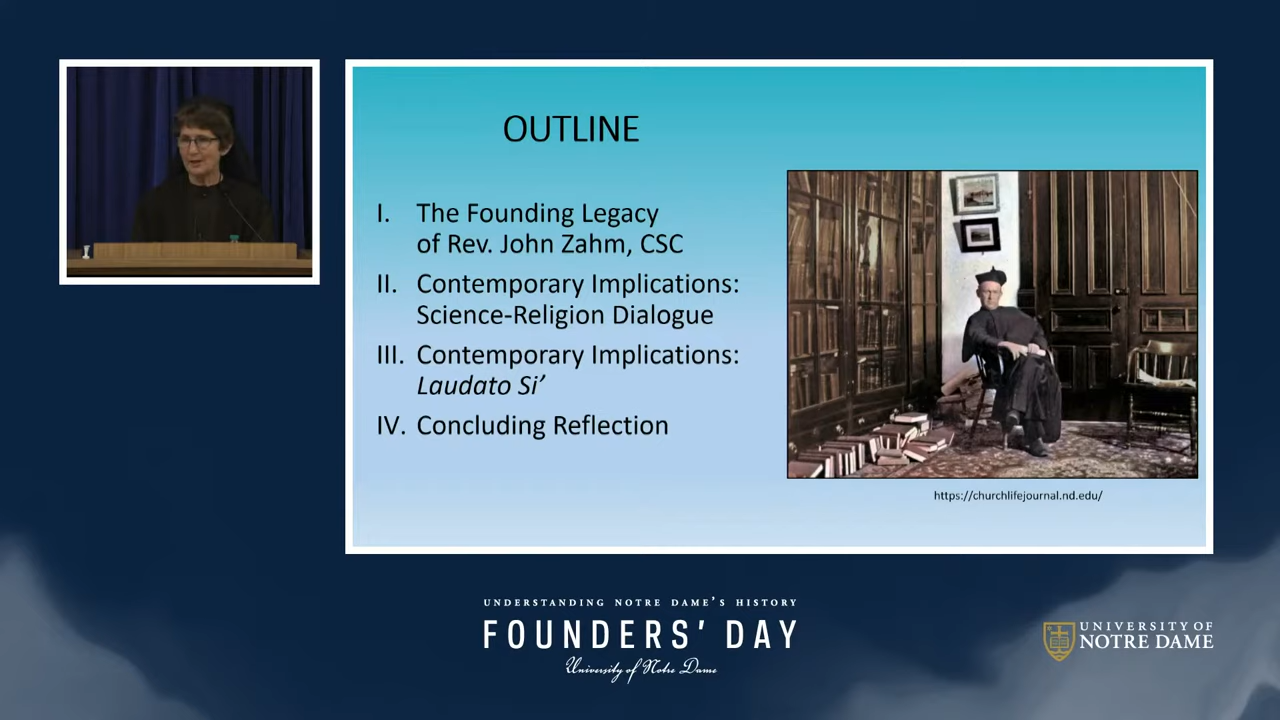 OUTLINE
I. The Founding Legacy
of Rev. John Zahm, CSC
II. Contemporary Implications:
Science-Religion Dialogue
III. Contemporary Implications:
Laudato Si’
IV. Concluding Reflection
https://churchlifejournal.nd.edu/
UNDERSTANDING NOTRE DAME’S HISTORY
FOUNDERS’ DAY
University of Notre Dame
UNIVERSITY OF
NOTRE DAME